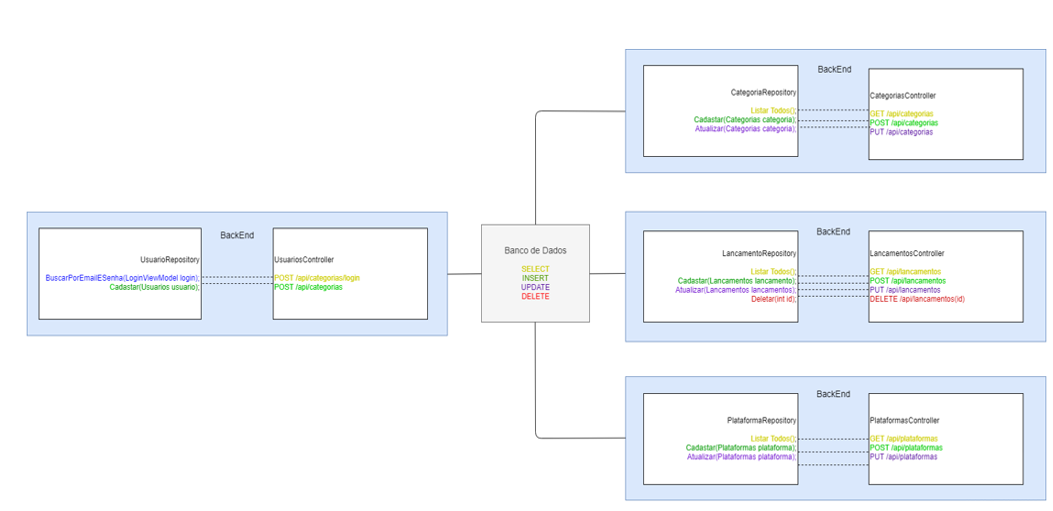 BackEnd
CategoriaRepository
Listar Todos();
Cadastar(Categorias categoria);
Atualizar(Categorias categoria);
CategoriasController
GET /api/categorias
POST /api/categorias
PUT /api/categorias
BackEnd
UsuarioRepository
BuscarPorEmailESenha(LoginViewModel login);
Cadastar(Usuarios usuario);
UsuariosController
POST /api/categorias/login
POST /api/categorias
Banco de Dados
SELECT
INSERT
UPDATE
DELETE
BackEnd
LancamentoRepository
Listar Todos();
Cadastar(Lancamentos lancamento);
Atualizar(Lancamentos lancamentos);
Deletar(int id);
LancamentosController
GET /api/lancamentos
POST /api/lancamentos
PUT /api/lancamentos
DELETE /api/lancamentos(id)
BackEnd
PlataformaRepository
Listar Todos();
Cadastar(Plataformas plataforma);
Atualizar(Plataformas plataforma);
PlataformasController
GET /api/plataformas
POST /api/plataformas
PUT /api/plataformas